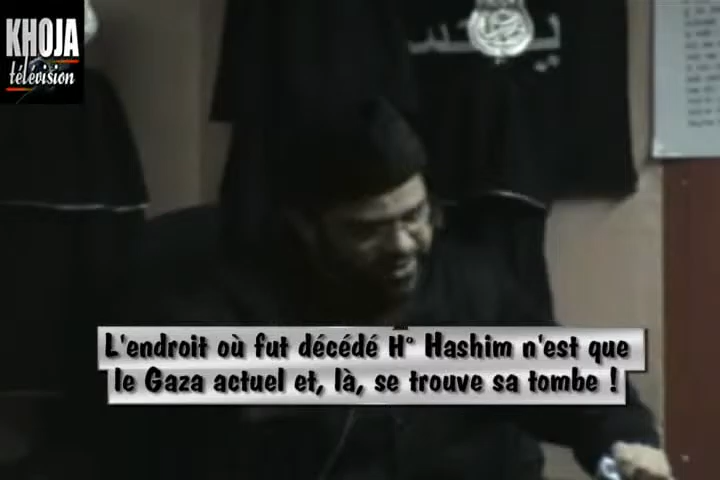 KHOJA
télévision
L'endroit où fut décédé H° Hashim n'est que
le Gaza actuel et, là, se trouve sa tombe !